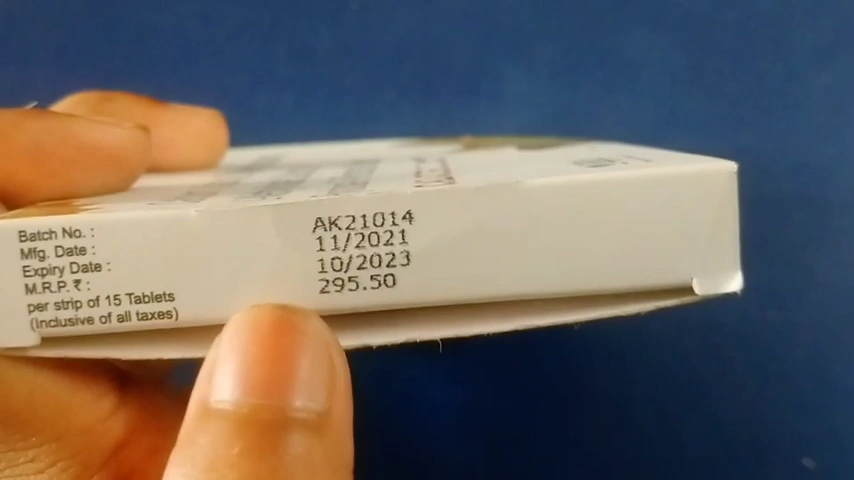 Batch No. : AK21014
Mfg. Date : 11/2021
Expiry Date : 10/2023
M.R.P. ₹ : 295.50
per strip of 15 Tablets
(Inclusive of all taxes)